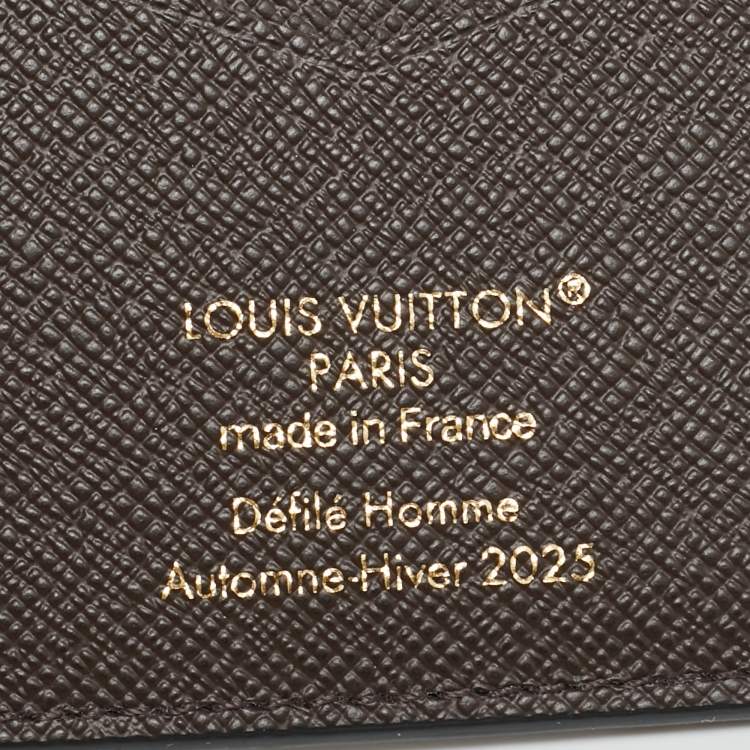 LOUIS VUITTON®
PARIS
made in France
Défilé Homme
Automne-Hiver 2025